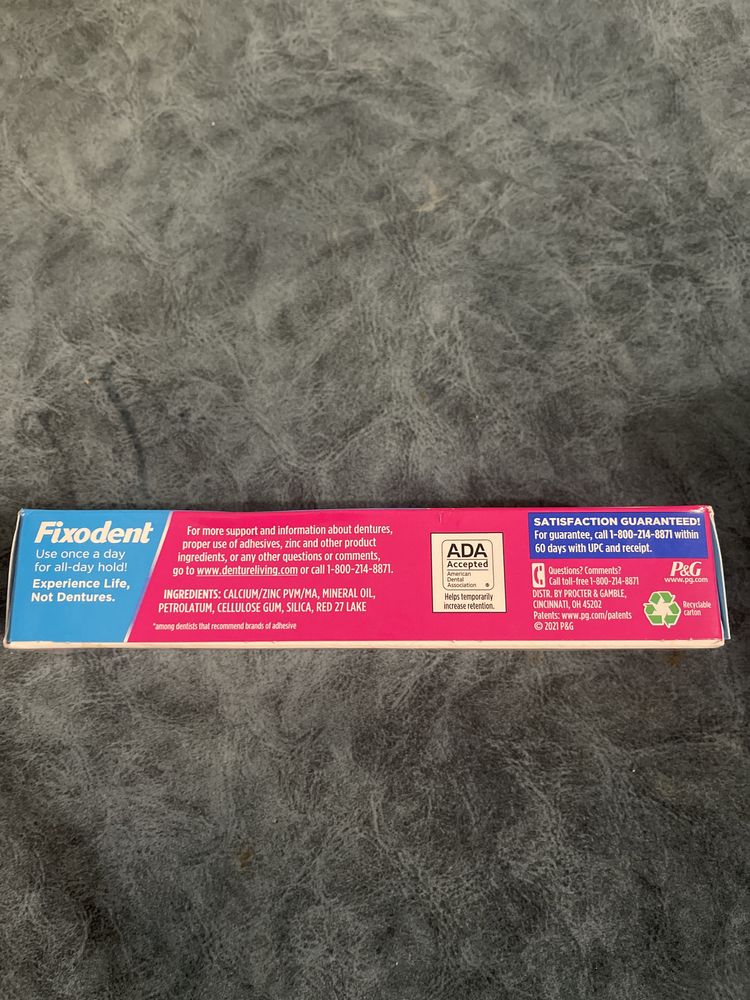 Fixodent
Use once a day
for all-day hold!
Experience Life,
Not Dentures.
For more support and information about dentures,
proper use of adhesives, zinc and other product
ingredients, or any other questions or comments,
go to www.dentureliving.com or call 1-800-214-8871.
INGREDIENTS: CALCIUM/ZINC PVM/MA, MINERAL OIL,
PETROLATUM, CELLULOSE GUM, SILICA, RED 27 LAKE
*among dentists that recommend brands of adhesive
ADA
Accepted
American
Dental
Association ®
Helps temporarily
increase retention.
SATISFACTION GUARANTEED!
For guarantee, call 1-800-214-8871 within
60 days with UPC and receipt.
Questions? Comments?
Call toll-free 1-800-214-8871
DISTR. BY PROCTER & GAMBLE,
CINCINNATI, OH 45202
Patents: www.pg.com/patents
© 2021 P&G
P&G
www.pg.com
Recyclable
carton